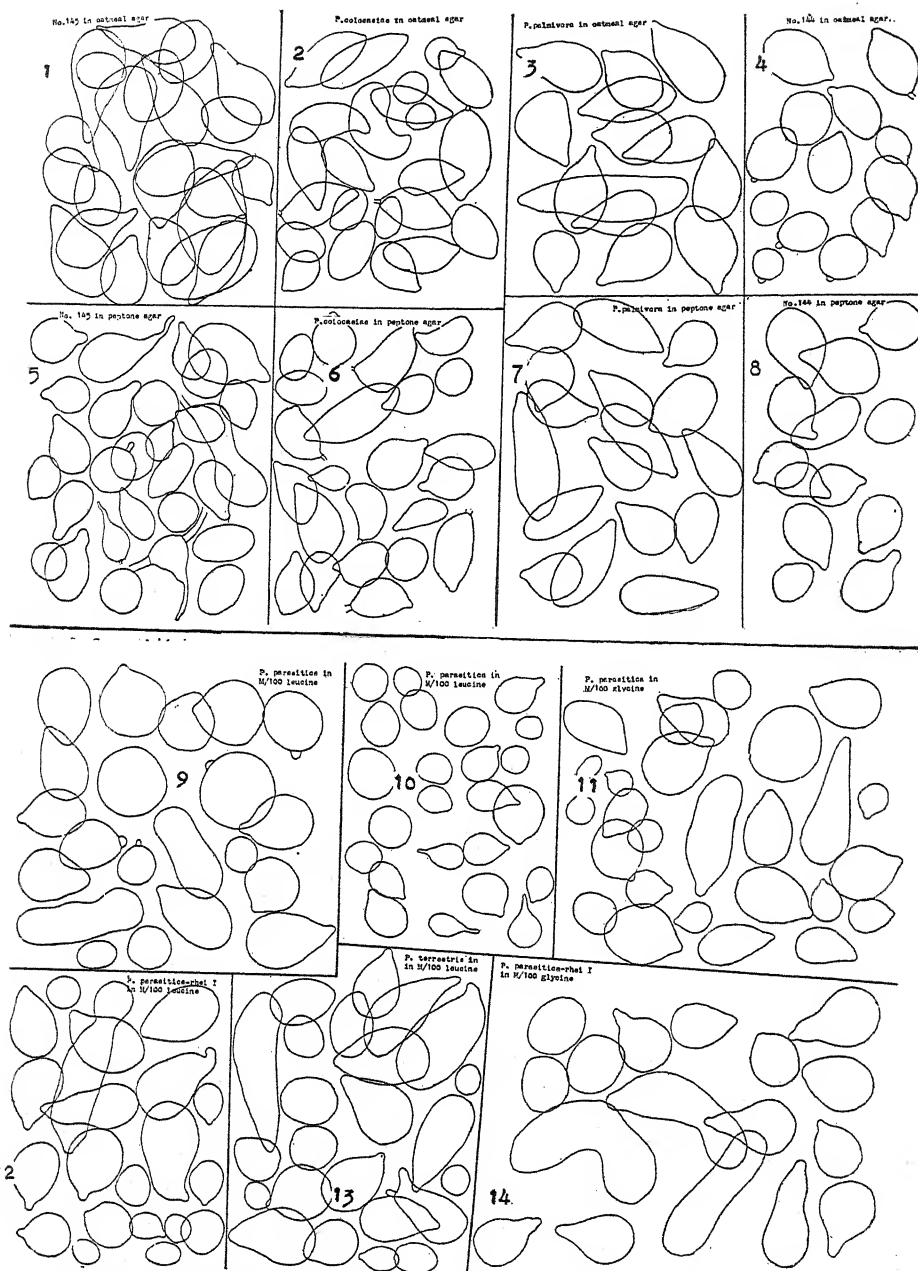 No.145 in oatmeal agar
1
P.colocasiae in oatmeal agar
2
P.palmivora in oatmeal agar
3
No.144 in oatmeal agar..
4
No. 145 in peptone agar
5
P.colocasiae in peptone agar
6
P.palmivora in peptone agar
7
No.144 in peptone agar
8
P. parasitica in
M/100 leucine
9
P. parasitica in
M/100 leucine
10
P. parasitica in
M/100 glycine
11
P. parasitica-rhei I
in M/100 leucine
2
P. terrestris in
in M/100 leucine
13
P. parasitica-rhei I
in M/100 glycine
14.